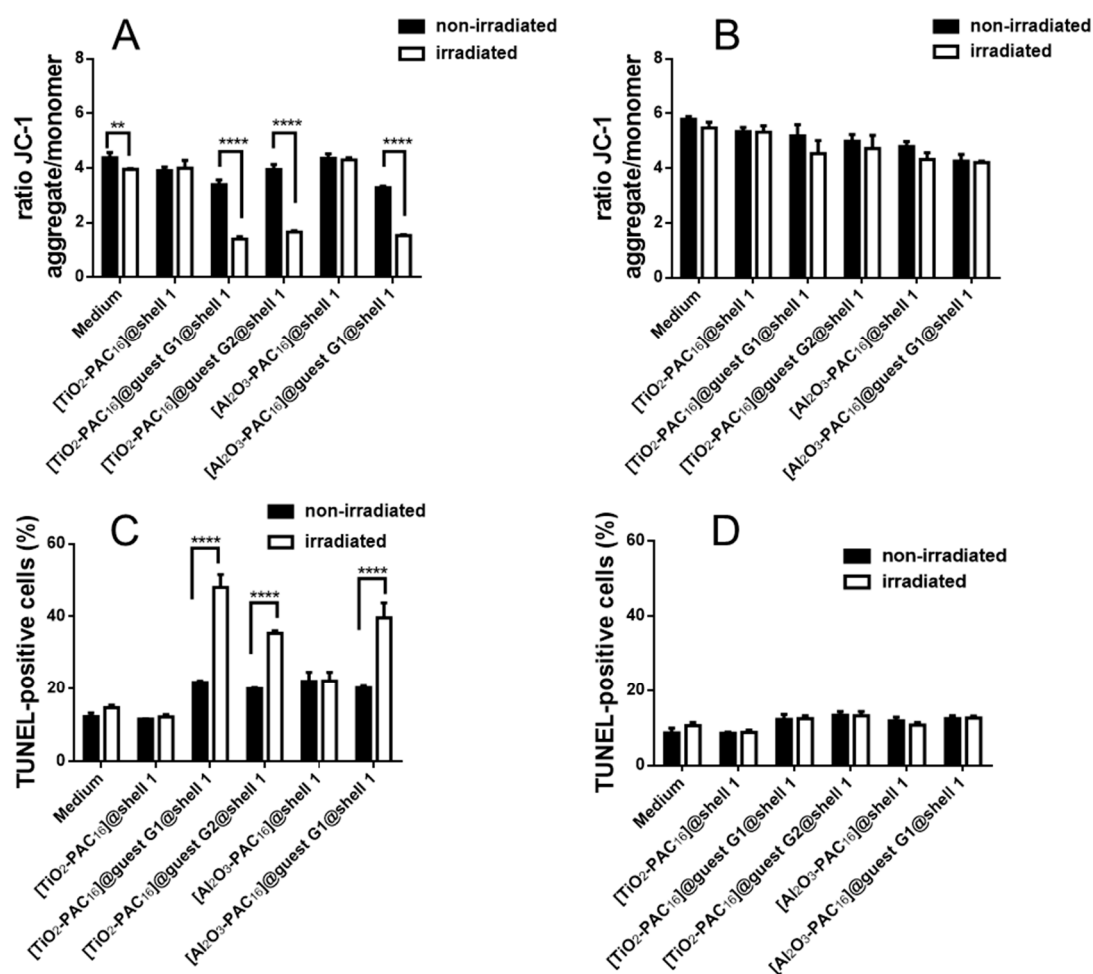 A
non-irradiated
irradiated
ratio JC-1
aggregate/monomer
8
6
4
2
0
**
****
****
****
Medium
[TiO₂-PAC₁₆]@shell 1
[TiO₂-PAC₁₆]@guest G1@shell 1
[TiO₂-PAC₁₆]@guest G2@shell 1
[Al₂O₃-PAC₁₆]@shell 1
[Al₂O₃-PAC₁₆]@guest G1@shell 1
B
non-irradiated
irradiated
ratio JC-1
aggregate/monomer
8
6
4
2
0
Medium
[TiO₂-PAC₁₆]@shell 1
[TiO₂-PAC₁₆]@guest G1@shell 1
[TiO₂-PAC₁₆]@guest G2@shell 1
[Al₂O₃-PAC₁₆]@shell 1
[Al₂O₃-PAC₁₆]@guest G1@shell 1
C
non-irradiated
irradiated
TUNEL-positive cells (%)
60
40
20
0
****
****
****
Medium
[TiO₂-PAC₁₆]@shell 1
[TiO₂-PAC₁₆]@guest G1@shell 1
[TiO₂-PAC₁₆]@guest G2@shell 1
[Al₂O₃-PAC₁₆]@shell 1
[Al₂O₃-PAC₁₆]@guest G1@shell 1
D
non-irradiated
irradiated
TUNEL-positive cells (%)
60
40
20
0
Medium
[TiO₂-PAC₁₆]@shell 1
[TiO₂-PAC₁₆]@guest G1@shell 1
[TiO₂-PAC₁₆]@guest G2@shell 1
[Al₂O₃-PAC₁₆]@shell 1
[Al₂O₃-PAC₁₆]@guest G1@shell 1